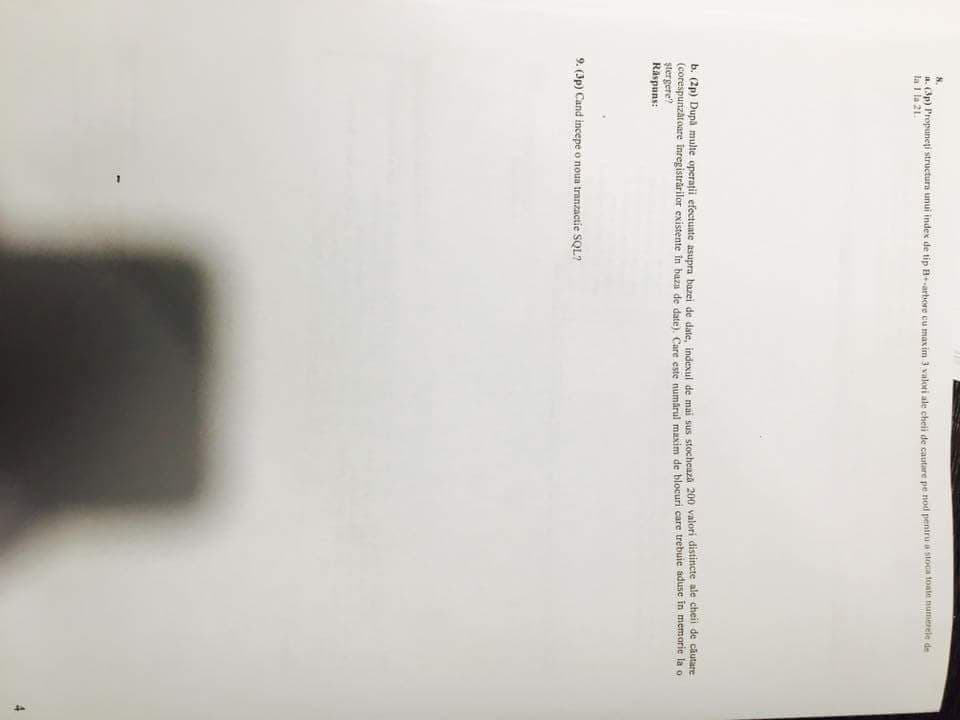 8.
a. (3p) Propuneţi structura unui index de tip B+-arbore cu maxim 3 valori ale cheii de cautare pe nod pentru a stoca toate numerele de
la 1 la 21.
b. (2p) După multe operaţii efectuate asupra bazei de date, indexul de mai sus stochează 200 valori distincte ale cheii de căutare
(corespunzătoare înregistrărilor existente în baza de date). Care este numărul maxim de blocuri care trebuie aduse în memorie la o
ştergere?
Răspuns:
9. (3p) Cand incepe o noua tranzactie SQL?
4